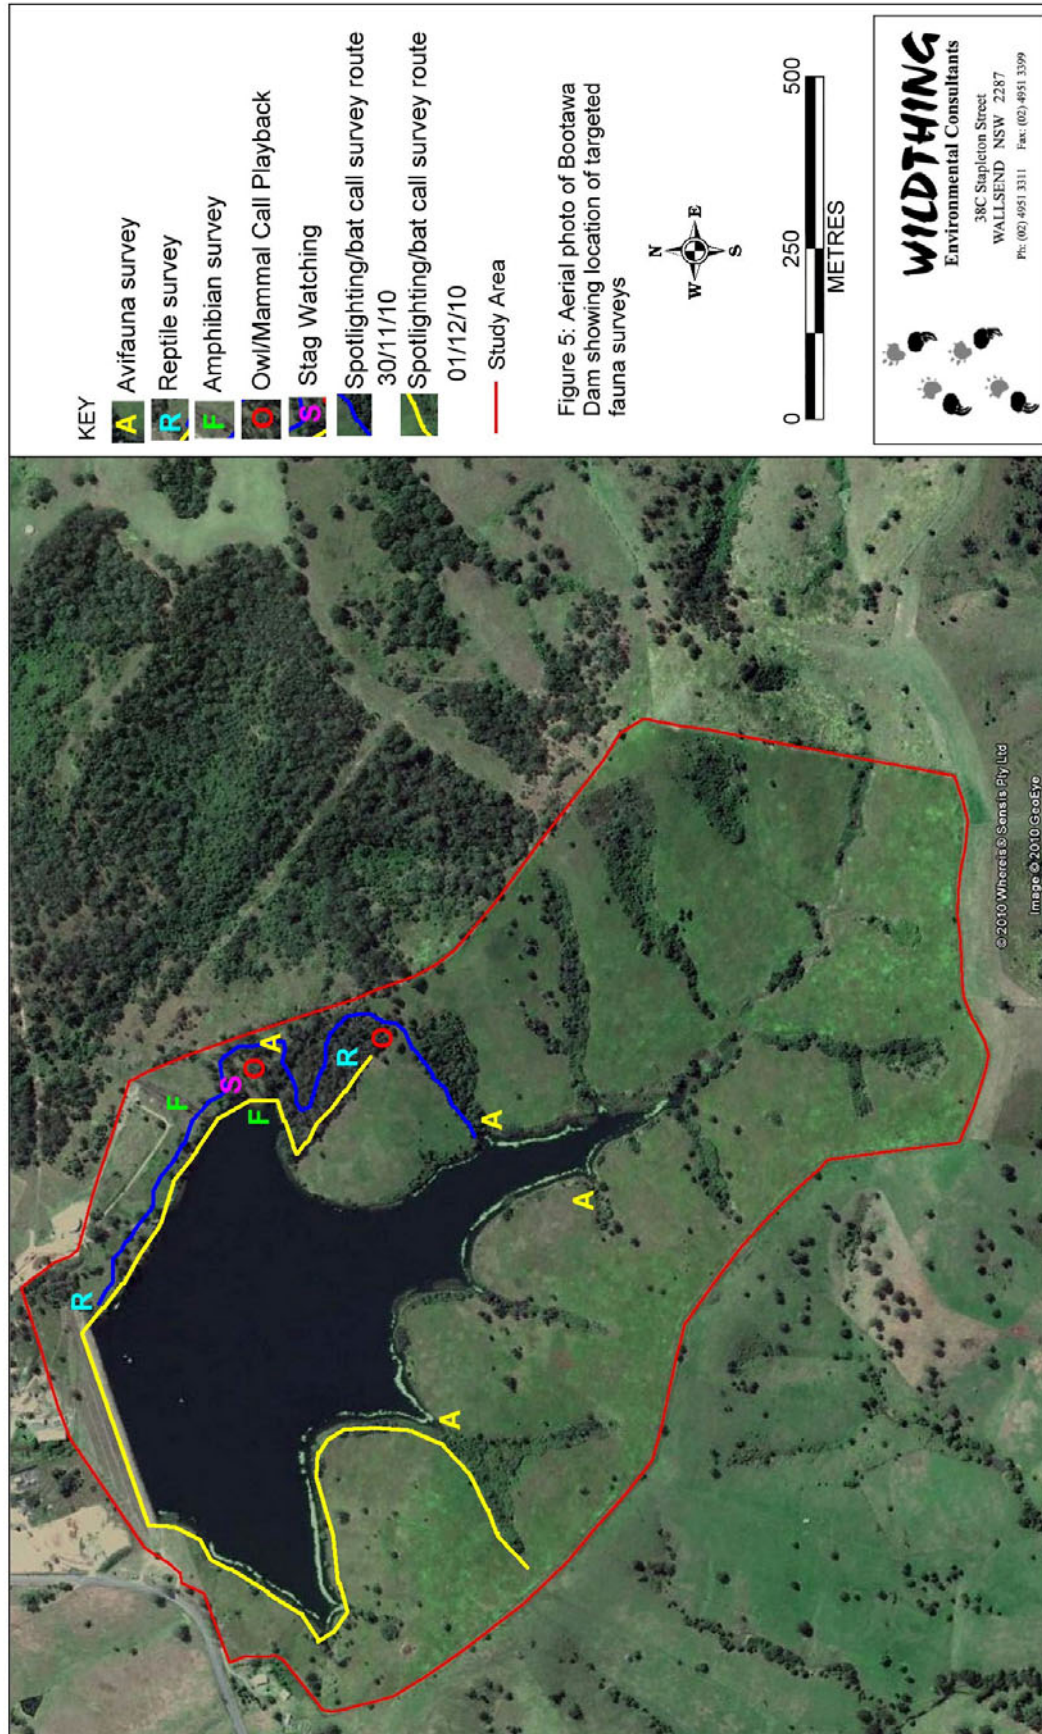 KEY
A Avifauna survey
R Reptile survey
F Amphibian survey
O Owl/Mammal Call Playback
S Stag Watching
Spotlighting/bat call survey route
30/11/10
Spotlighting/bat call survey route
01/12/10
Study Area
Figure 5: Aerial photo of Bootawa
Dam showing location of targeted
fauna surveys
N
W E
S
0 250 500
METRES
WILDTHING
Environmental Consultants
38C Stapleton Street
WALLSEND NSW 2287
Ph: (02) 4951 3311 Fax: (02) 4951 3399
R
F
S
O
A
F
R
O
A
A
A
© 2010 Whereis® Sensis Pty Ltd
Image © 2010 GeoEye